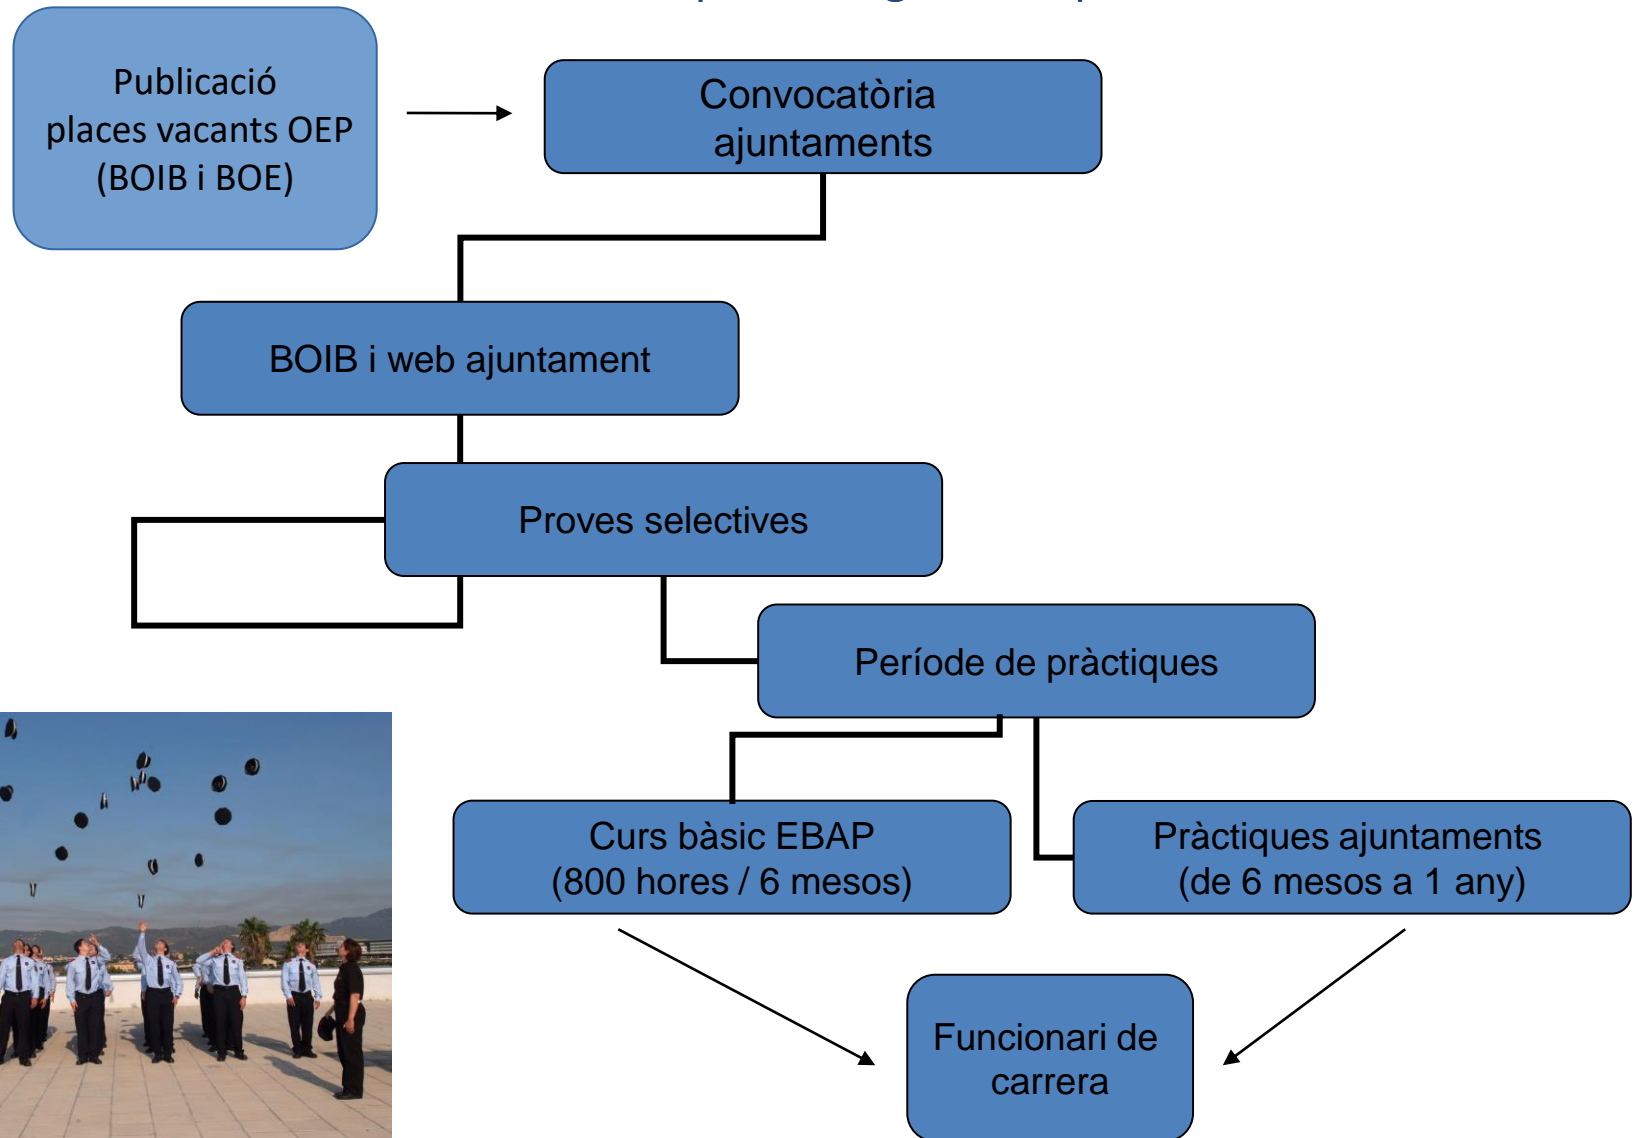 Publicació
places vacants OEP
(BOIB i BOE)
Convocatòria
ajuntaments
BOIB i web ajuntament
Proves selectives
Període de pràctiques
Curs bàsic EBAP
(800 hores / 6 mesos)
Pràctiques ajuntaments
(de 6 mesos a 1 any)
Funcionari de
carrera